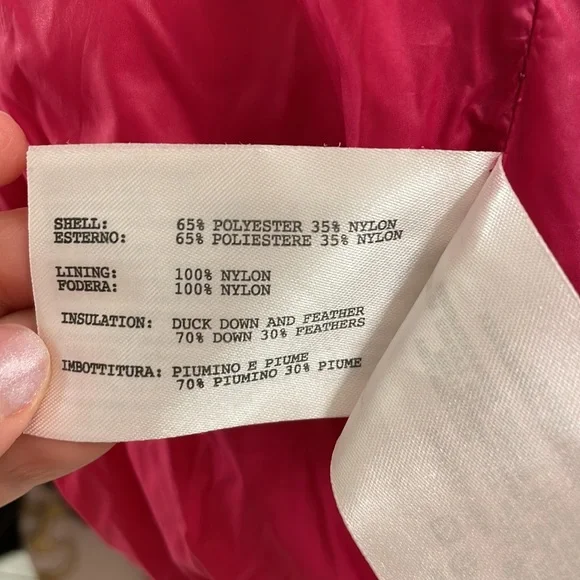 SHELL: 65% POLYESTER 35% NYLON
ESTERNO: 65% POLIESTERE 35% NYLON
LINING: 100% NYLON
FODERA: 100% NYLON
INSULATION: DUCK DOWN AND FEATHER
70% DOWN 30% FEATHERS
IMBOTTITURA: PIUMINO E PIUME
70% PIUMINO 30% PIUME